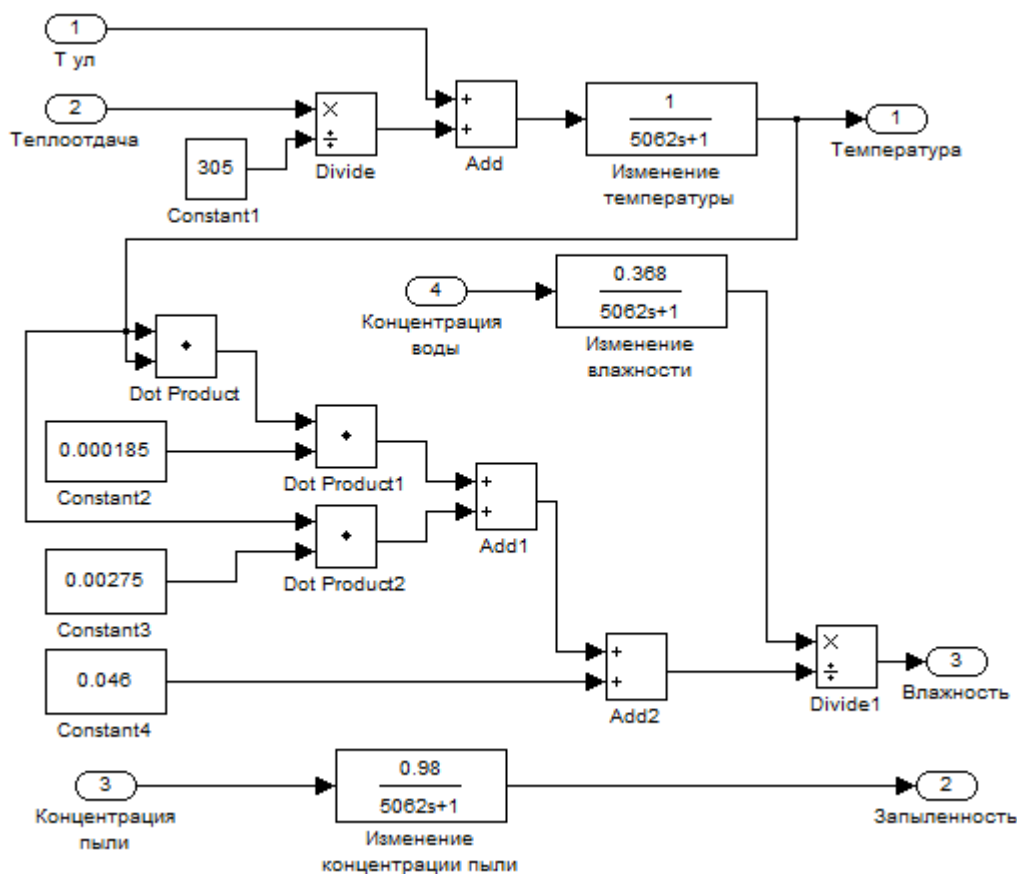 1
Т ул
2
Теплоотдача
305
Constant1
×
÷
Divide
+
+
Add
1
5062s+1
Изменение
температуры
1
Температура
4
Концентрация
воды
0.368
5062s+1
Изменение
влажности
Dot Product
0.000185
Constant2
Dot Product1
0.00275
Constant3
Dot Product2
+
+
Add1
0.046
Constant4
+
+
Add2
×
÷
Divide1
3
Влажность
3
Концентрация
пыли
0.98
5062s+1
Изменение
концентрации пыли
2
Запыленность